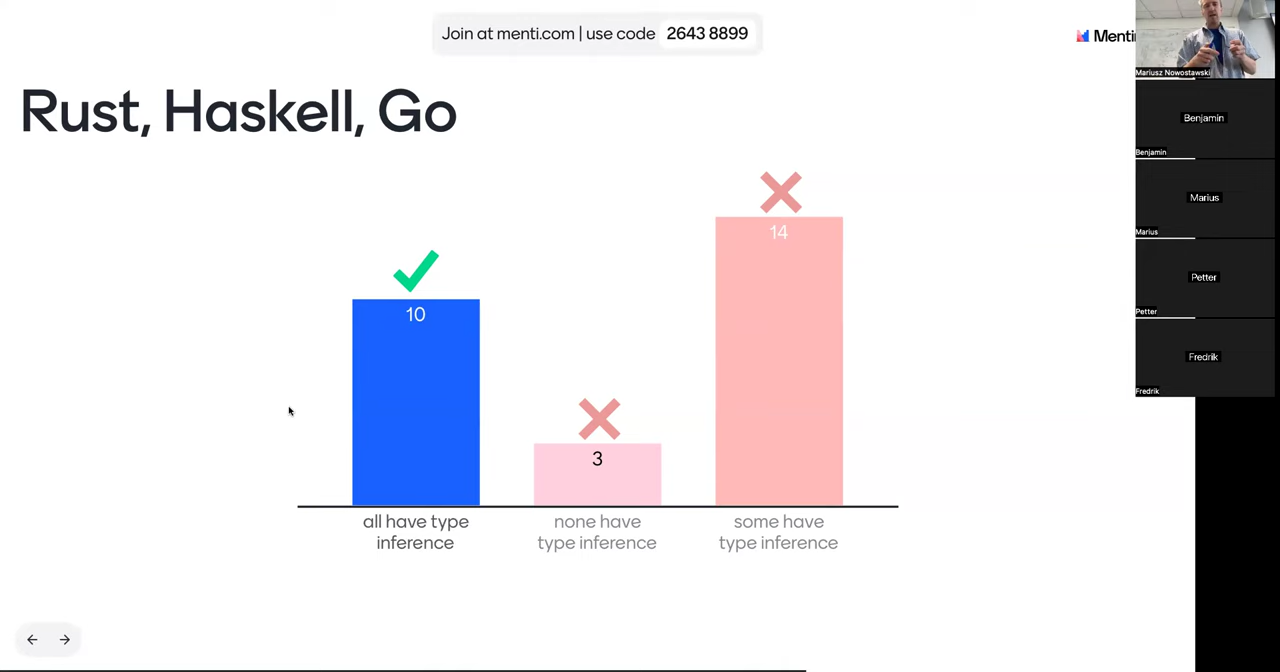 Join at menti.com | use code 2643 8899
Menti
Rust, Haskell, Go
10
3
14
all have type
inference
none have
type inference
some have
type inference
Mariusz Nowostawski
Benjamin
Benjamin
Marius
Marius
Petter
Petter
Fredrik
Fredrik